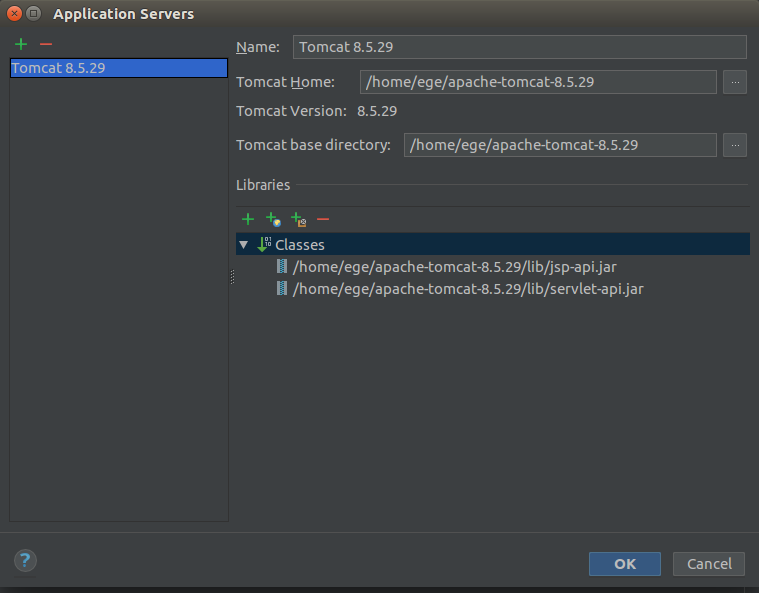 Application Servers
Tomcat 8.5.29
Name: Tomcat 8.5.29
Tomcat Home: /home/ege/apache-tomcat-8.5.29 ...
Tomcat Version: 8.5.29
Tomcat base directory: /home/ege/apache-tomcat-8.5.29 ...
Libraries
Classes
/home/ege/apache-tomcat-8.5.29/lib/jsp-api.jar
/home/ege/apache-tomcat-8.5.29/lib/servlet-api.jar
? OK Cancel